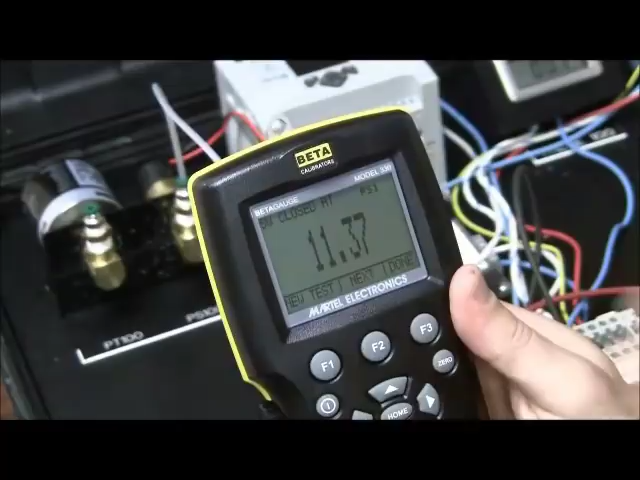 BETA
CALIBRATORS
BETAGAUGE MODEL 330
SW CLOSED AT PSI
11.37
NEW TEST NEXT DONE
MARTEL ELECTRONICS
F1 F2 F3
ZERO
HOME
PT100